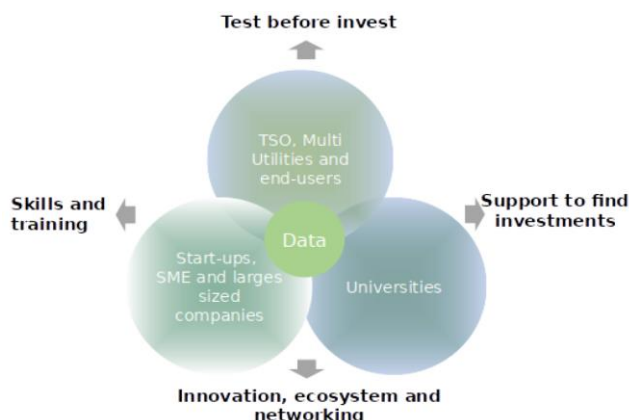 Test before invest
TSO, Multi
Utilities and
end-users
Skills and
training
Support to find
investments
Data
Start-ups,
SME and larges
sized
companies
Universities
Innovation, ecosystem and
networking